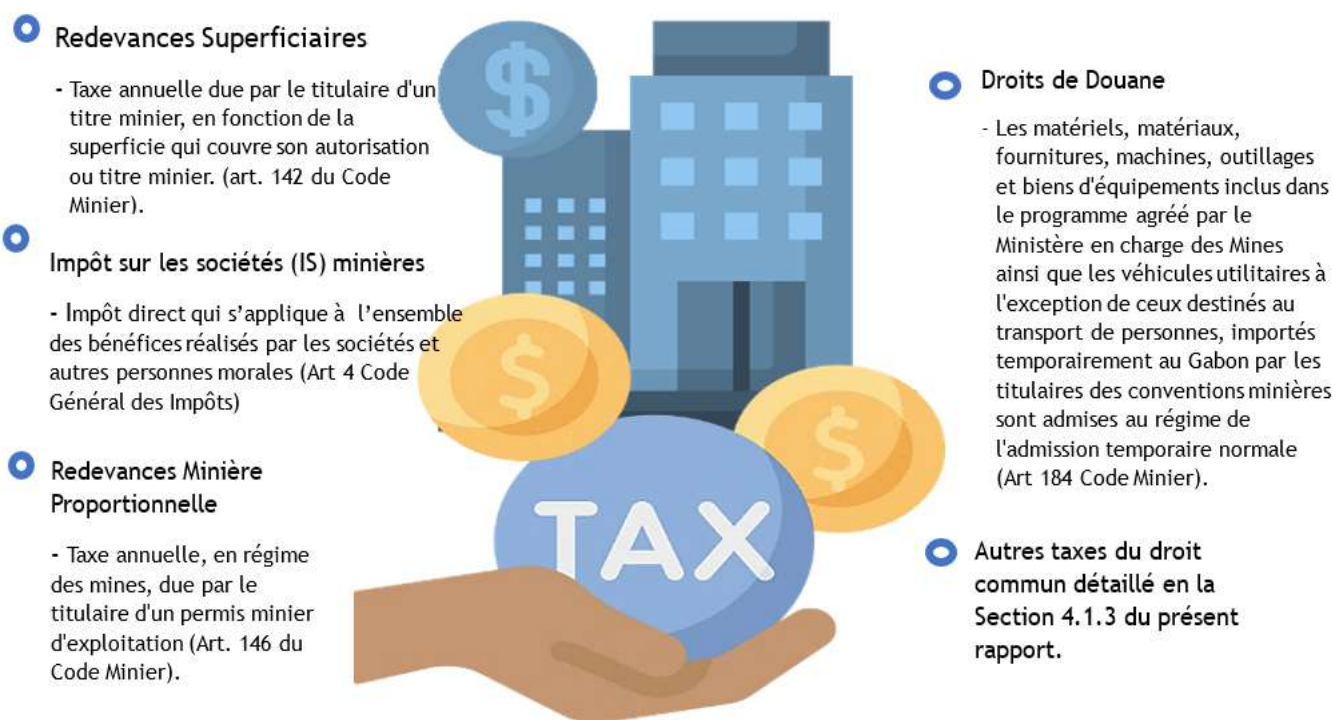 Redevances Superficiaires
- Taxe annuelle due par le titulaire d'un
titre minier, en fonction de la
superficie qui couvre son autorisation
ou titre minier. (art. 142 du Code
Minier).
Impôt sur les sociétés (IS) minières
- Impôt direct qui s’applique à l’ensemble
des bénéfices réalisés par les sociétés et
autres personnes morales (Art 4 Code
Général des Impôts)
Redevances Minière
Proportionnelle
- Taxe annuelle, en régime
des mines, due par le
titulaire d'un permis minier
d'exploitation (Art. 146 du
Code Minier).
$
$
$
TAX
Droits de Douane
- Les matériels, matériaux,
fournitures, machines, outillages
et biens d'équipements inclus dans
le programme agréé par le
Ministère en charge des Mines
ainsi que les véhicules utilitaires à
l'exception de ceux destinés au
transport de personnes, importés
temporairement au Gabon par les
titulaires des conventions minières
sont admises au régime de
l'admission temporaire normale
(Art 184 Code Minier).
Autres taxes du droit
commun détaillé en la
Section 4.1.3 du présent
rapport.